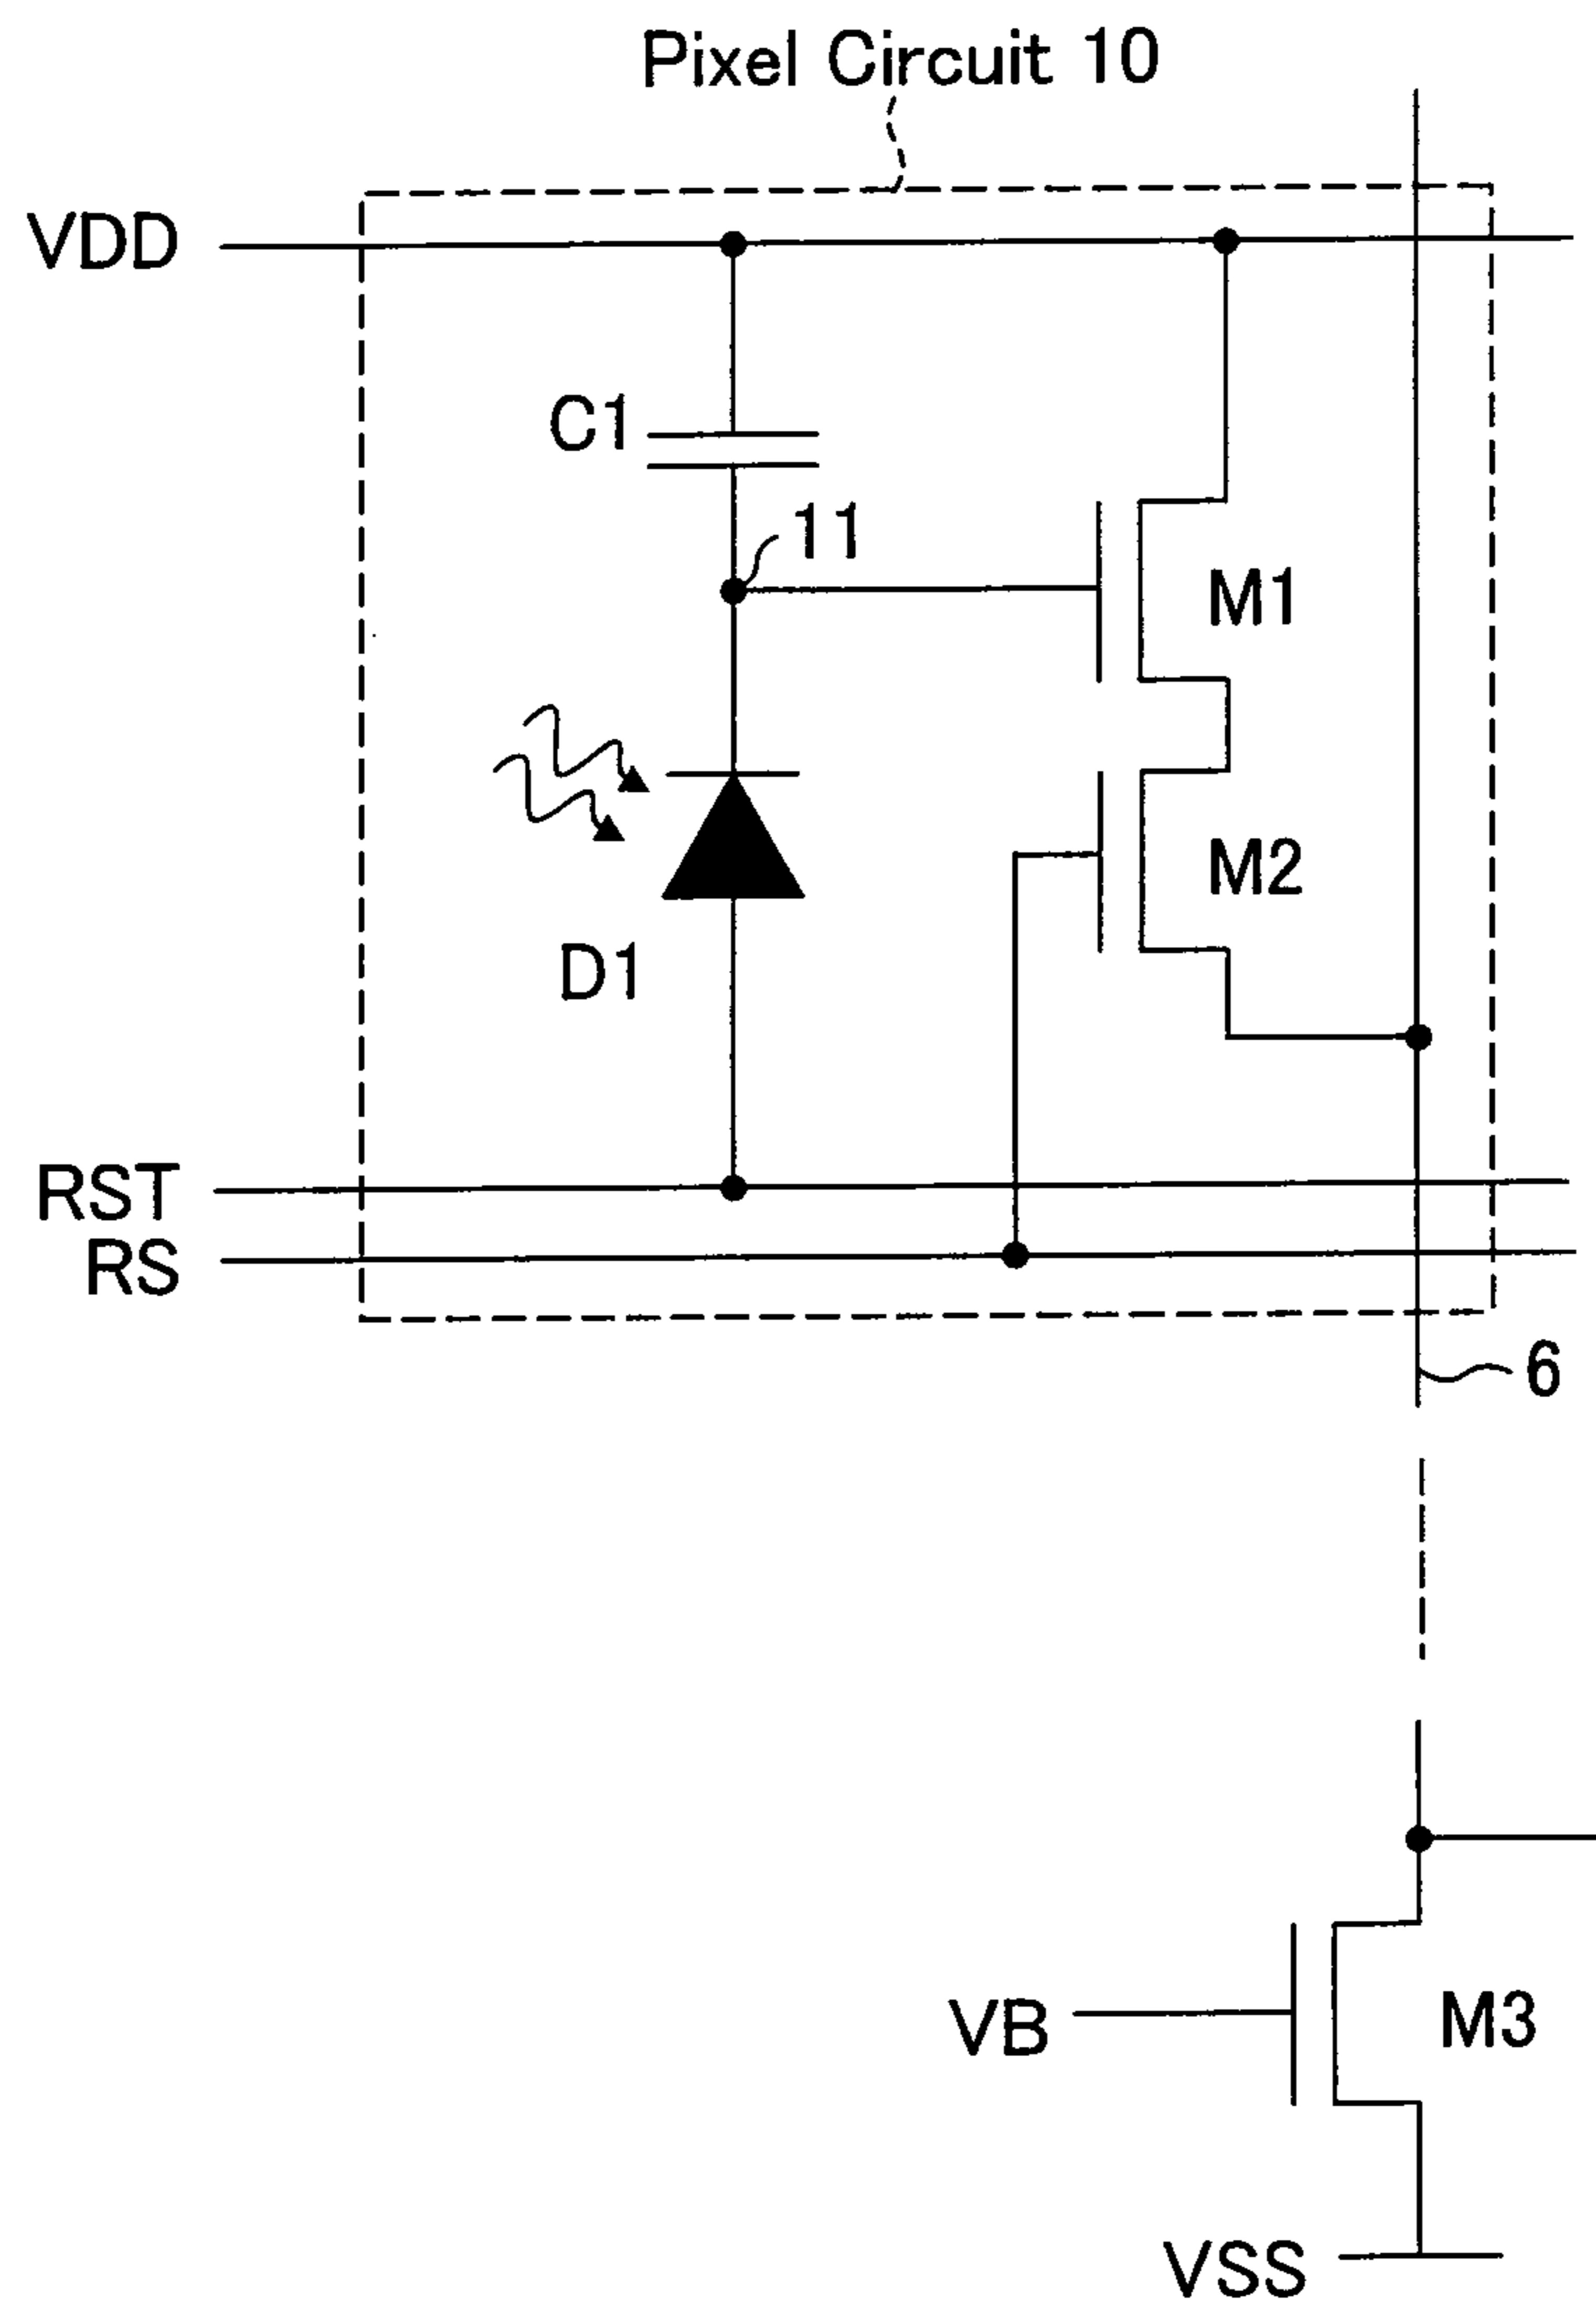 Pixel Circuit 10
VDD
C1
11
M1
M2
D1
RST
RS
6
VB
M3
VSS